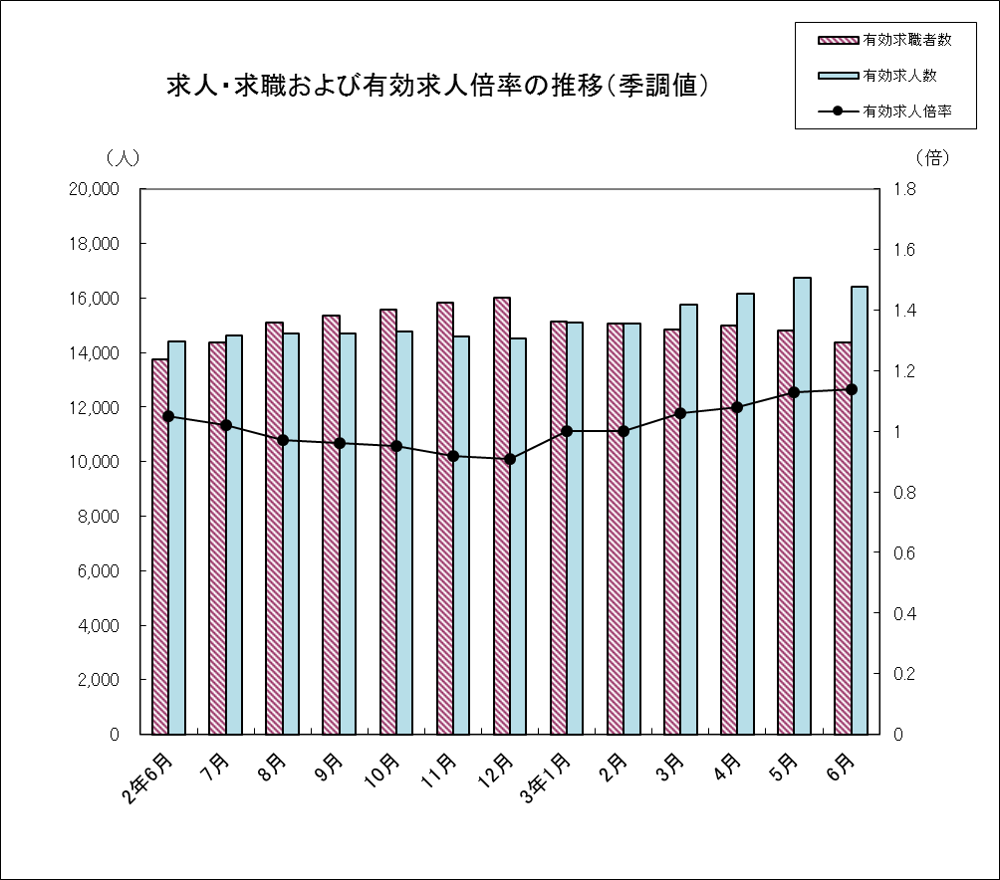 有効求職者数
有効求人数
有効求人倍率
求人・求職および有効求人倍率の推移（季調値）
（人）
（倍）
20,000
18,000
16,000
14,000
12,000
10,000
8,000
6,000
4,000
2,000
0
1.8
1.6
1.4
1.2
1
0.8
0.6
0.4
0.2
0
2年6月
7月
8月
9月
10月
11月
12月
3年1月
2月
3月
4月
5月
6月